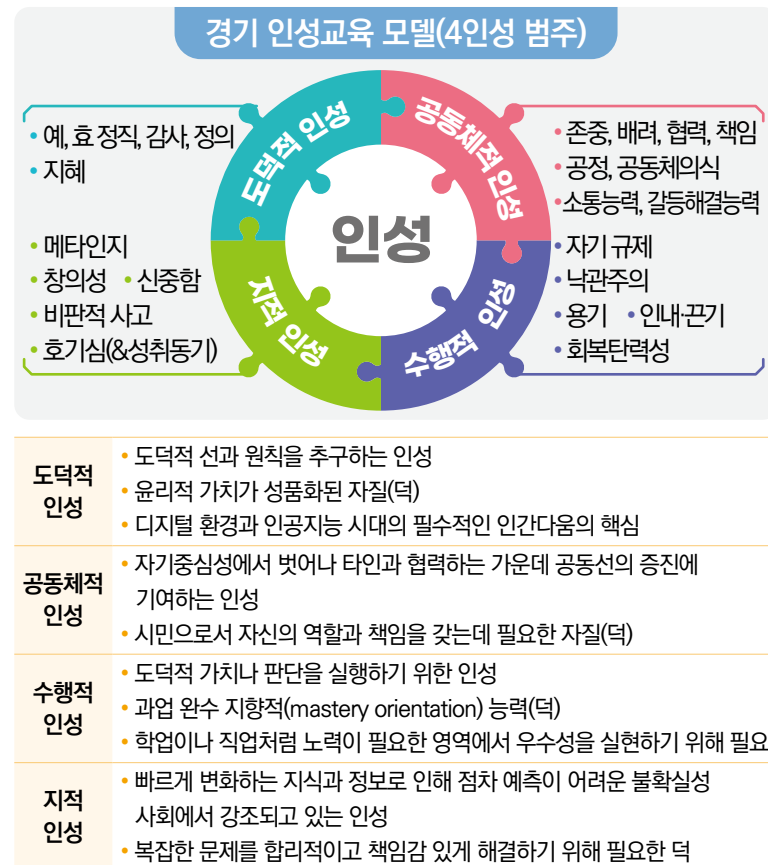 경기 인성교육 모델(4인성 범주)
• 예, 효 정직, 감사, 정의
• 지혜
도덕적 인성
공동체적 인성
• 존중, 배려, 협력, 책임
• 공정, 공동체의식
•소통능력, 갈등해결능력
인성
• 메타인지
• 창의성 • 신중함
• 비판적 사고
• 호기심(&성취동기)
지적 인성
수행적 인성
• 자기 규제
• 낙관주의
• 용기 • 인내·끈기
• 회복탄력성
도덕적
인성
• 도덕적 선과 원칙을 추구하는 인성
• 윤리적 가치가 성품화된 자질(덕)
• 디지털 환경과 인공지능 시대의 필수적인 인간다움의 핵심
공동체적
인성
• 자기중심성에서 벗어나 타인과 협력하는 가운데 공동선의 증진에
기여하는 인성
• 시민으로서 자신의 역할과 책임을 갖는데 필요한 자질(덕)
수행적
인성
• 도덕적 가치나 판단을 실행하기 위한 인성
• 과업 완수 지향적(mastery orientation) 능력(덕)
• 학업이나 직업처럼 노력이 필요한 영역에서 우수성을 실현하기 위해 필요
지적
인성
• 빠르게 변화하는 지식과 정보로 인해 점차 예측이 어려운 불확실성
사회에서 강조되고 있는 인성
• 복잡한 문제를 합리적이고 책임감 있게 해결하기 위해 필요한 덕